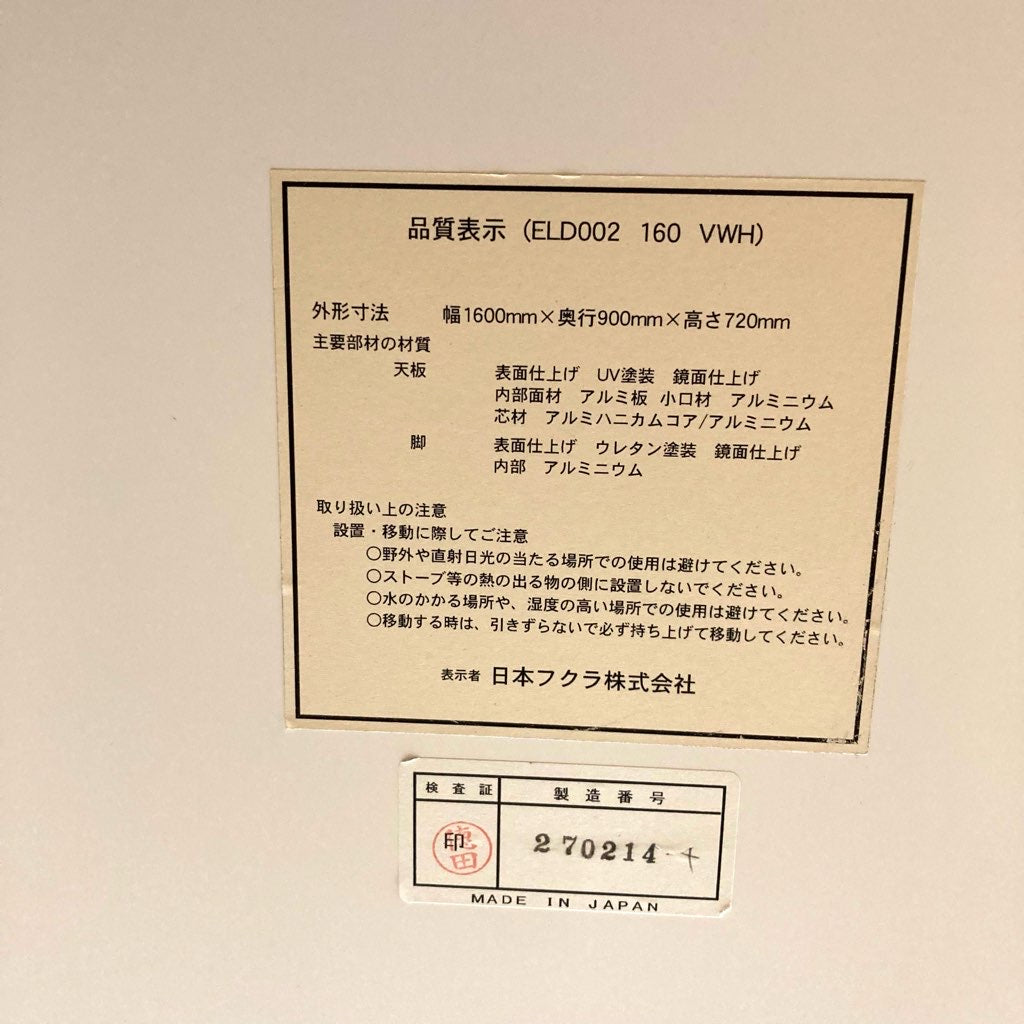 品質表示 (ELD002 160 VWH)
外形寸法 幅1600mm×奥行900mm×高さ720mm
主要部材の材質
天板 表面仕上げ UV塗装 鏡面仕上げ
内部面材 アルミ板 小口材 アルミニウム
芯材 アルミハニカムコア/アルミニウム
脚 表面仕上げ ウレタン塗装 鏡面仕上げ
内部 アルミニウム
取り扱い上の注意
設置・移動に際してご注意
○野外や直射日光の当たる場所での使用は避けてください。
○ストーブ等の熱の出る物の側に設置しないでください。
○水のかかる場所や、湿度の高い場所での使用は避けてください。
○移動する時は、引きずらないで必ず持ち上げて移動してください。
表示者 日本フクラ株式会社
検査証 製造番号
印 270214
MADE IN JAPAN